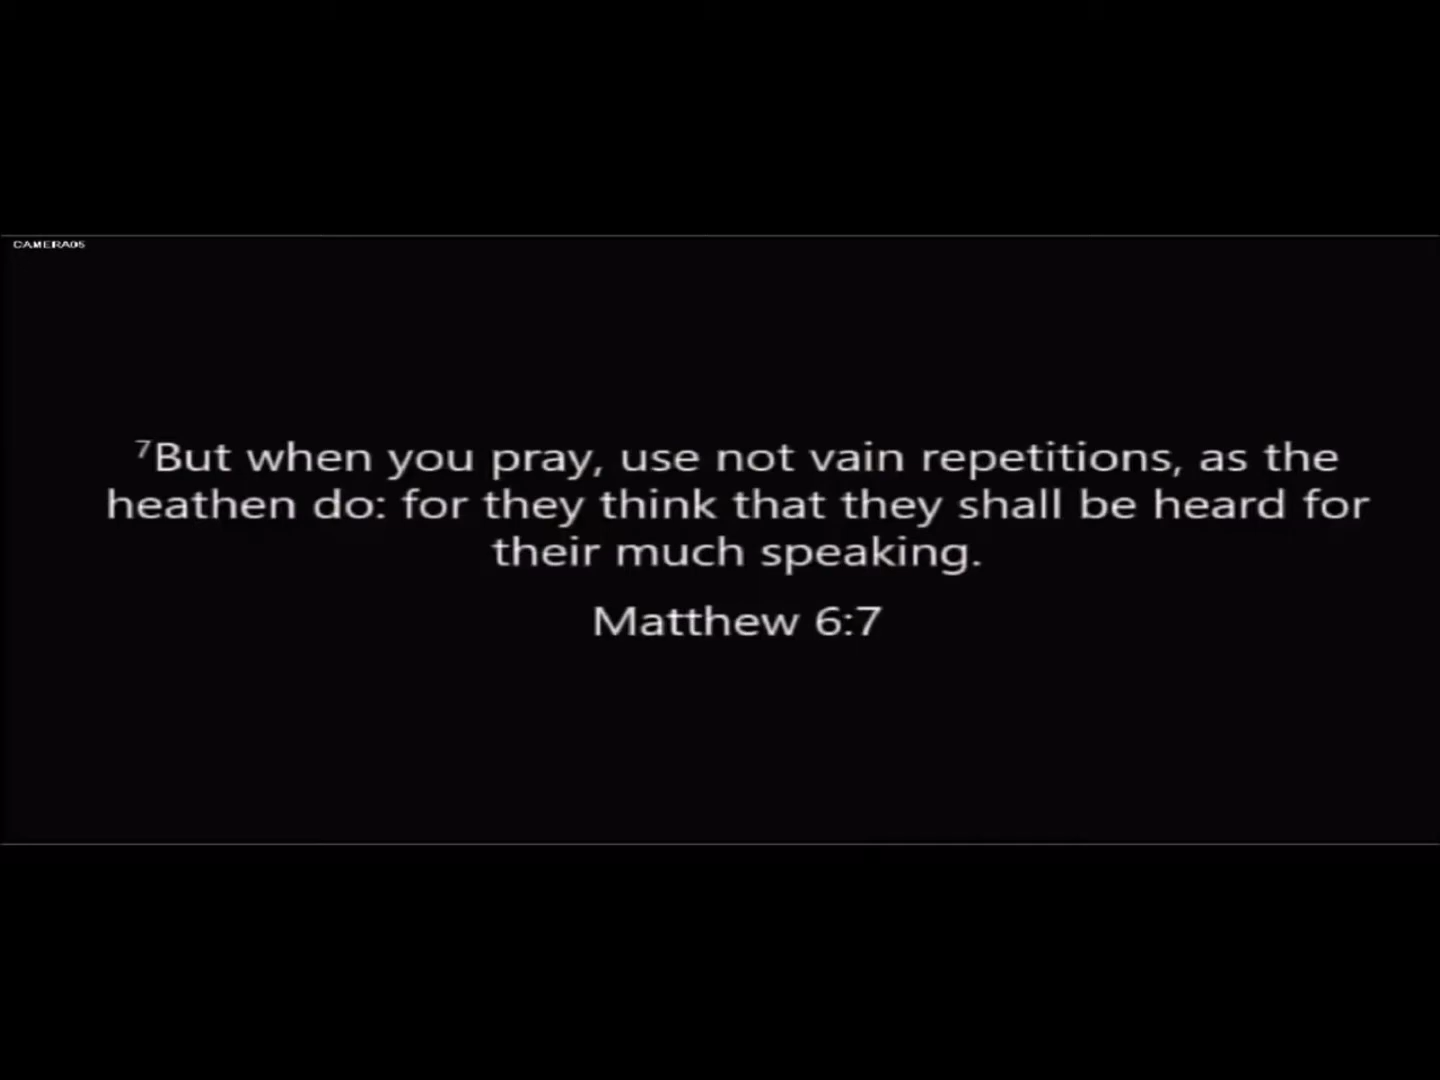 CAMERA05
⁷But when you pray, use not vain repetitions, as the
heathen do: for they think that they shall be heard for
their much speaking.
Matthew 6:7